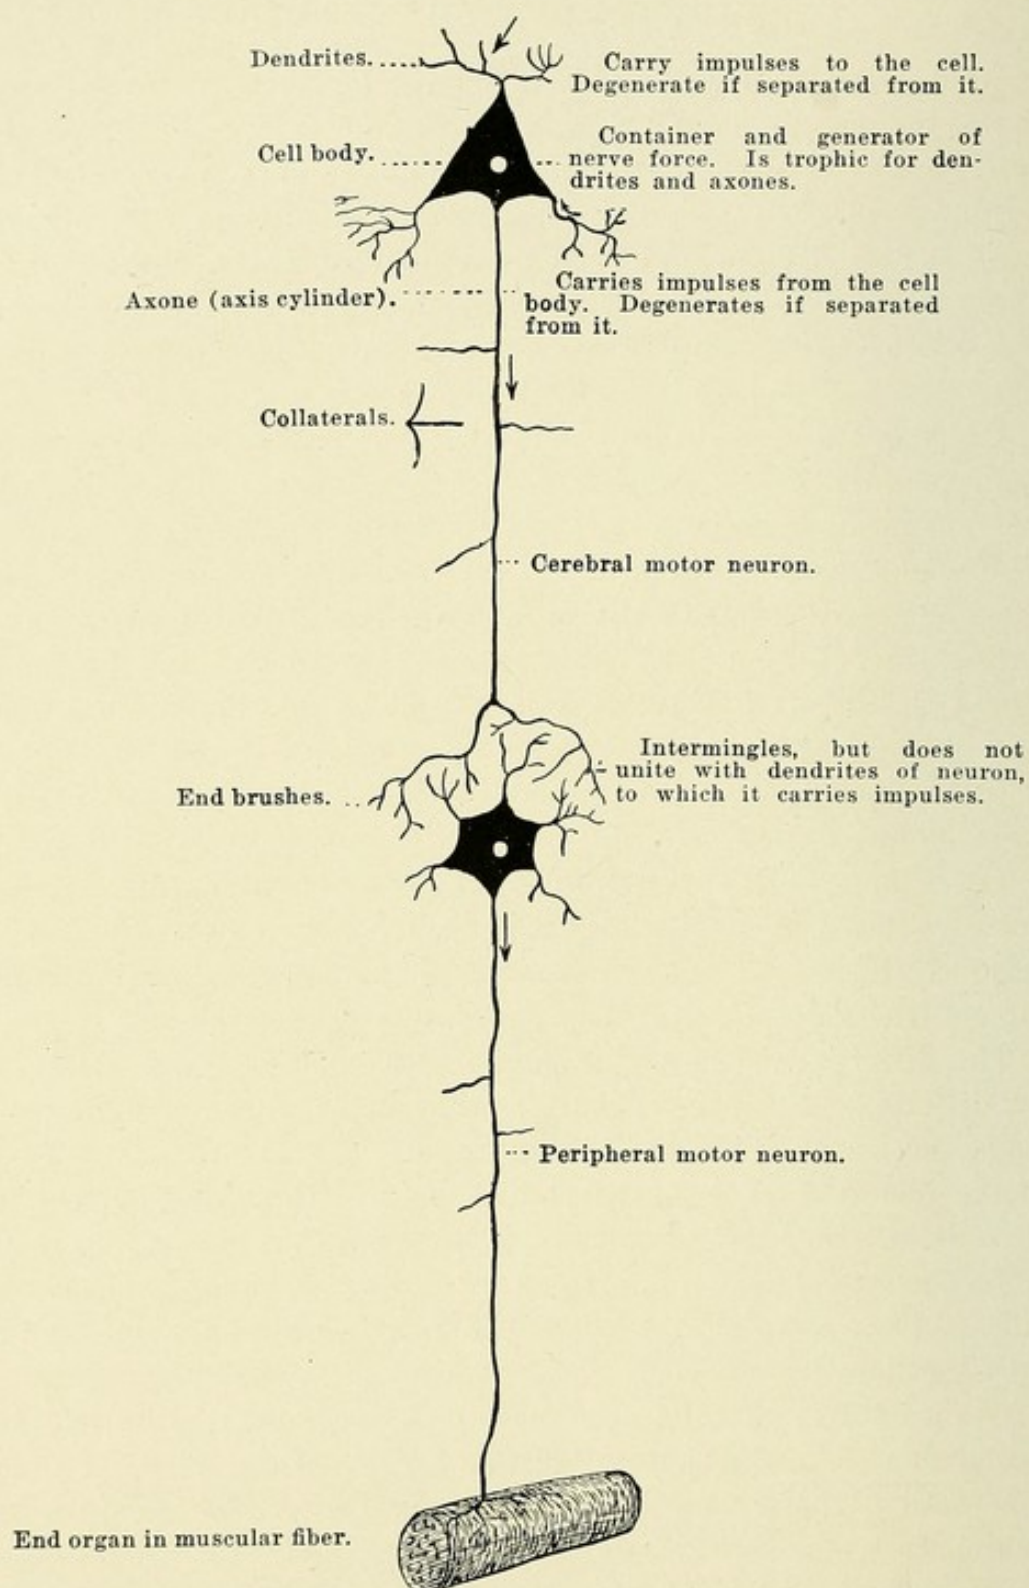 Dendrites.
Carry impulses to the cell.
Degenerate if separated from it.
Cell body.
Container and generator of
nerve force. Is trophic for den-
drites and axones.
Axone (axis cylinder).
Carries impulses from the cell
body. Degenerates if separated
from it.
Collaterals.
Cerebral motor neuron.
End brushes.
Intermingles, but does not
unite with dendrites of neuron,
to which it carries impulses.
Peripheral motor neuron.
End organ in muscular fiber.